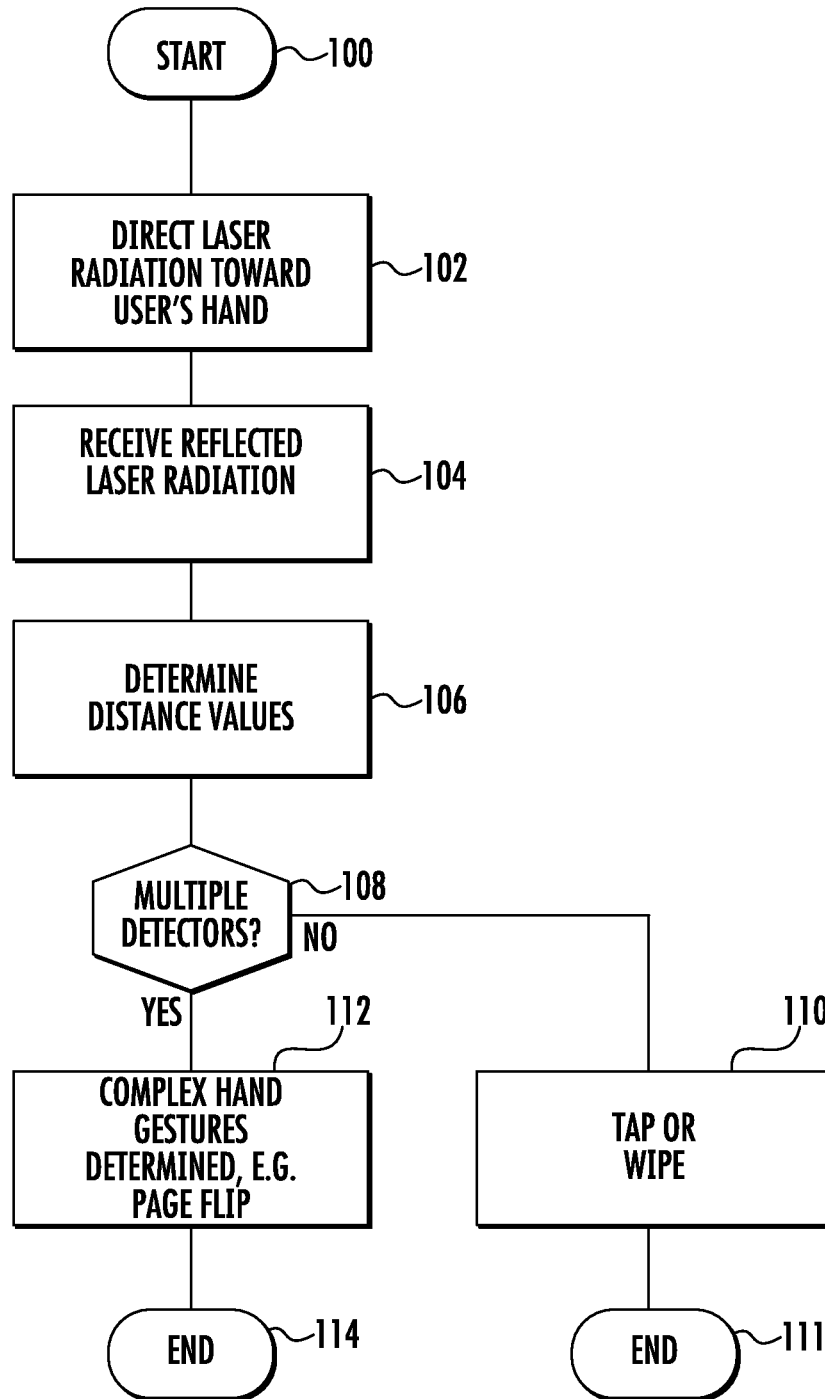 START
100
DIRECT LASER
RADIATION TOWARD
USER'S HAND
102
RECEIVE REFLECTED
LASER RADIATION
104
DETERMINE
DISTANCE VALUES
106
MULTIPLE
DETECTORS?
108
NO
YES
112
COMPLEX HAND
GESTURES
DETERMINED, E.G.
PAGE FLIP
110
TAP OR
WIPE
END
114
END
111